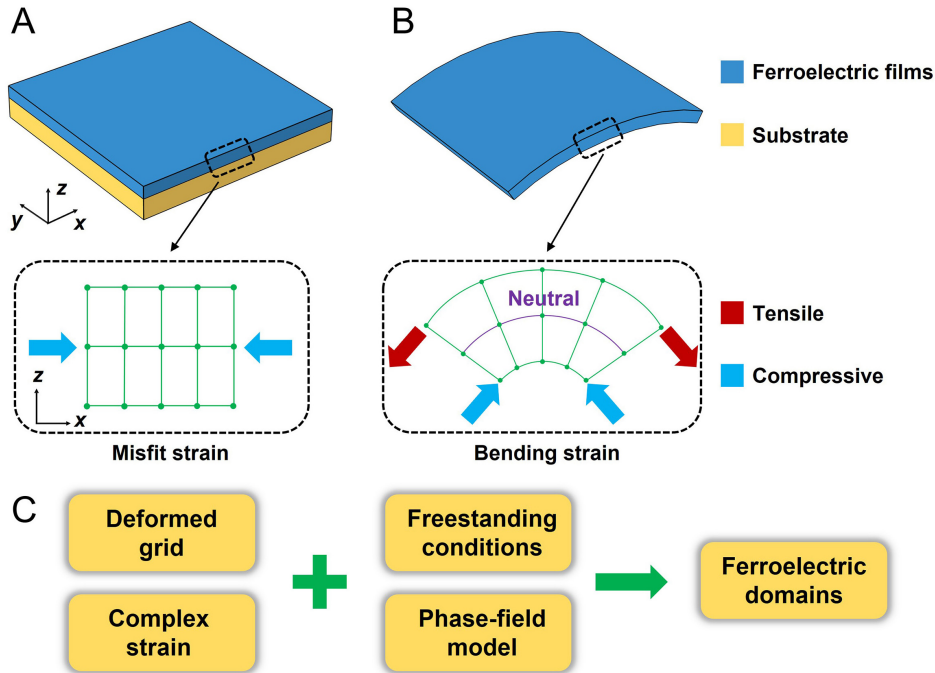 A
B
Ferroelectric films
Substrate
z
y
x
Neutral
Tensile
Compressive
z
x
Misfit strain
Bending strain
C
Deformed
grid
Freestanding
conditions
Ferroelectric
domains
Complex
strain
Phase-field
model